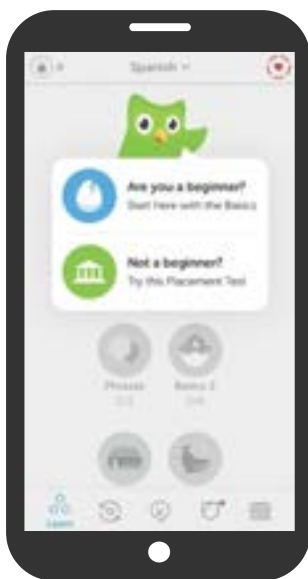 Spanish
Are you a beginner?
Start here with the Basics
Not a beginner?
Try this Placement Test
Phrases
Basics 2
Learn